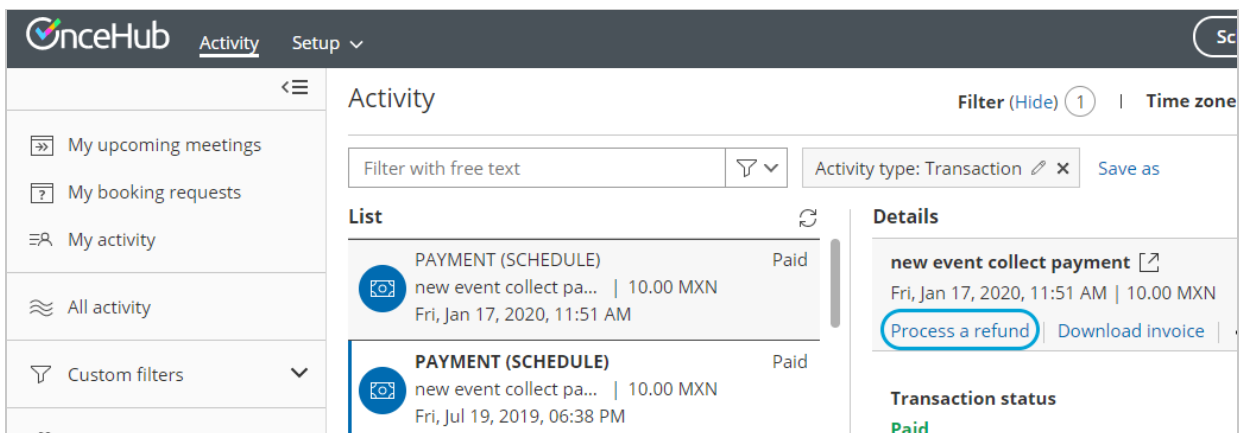 OnceHub Activity Setup Sc
Activity
Filter (Hide) 1 | Time zone
My upcoming meetings
My booking requests
My activity
All activity
Custom filters
Filter with free text
Activity type: Transaction
Save as
List
PAYMENT (SCHEDULE) Paid
new event collect pa... | 10.00 MXN
Fri, Jan 17, 2020, 11:51 AM
PAYMENT (SCHEDULE) Paid
new event collect pa... | 10.00 MXN
Fri, Jul 19, 2019, 06:38 PM
Details
new event collect payment
Fri, Jan 17, 2020, 11:51 AM | 10.00 MXN
Process a refund | Download invoice |
Transaction status
Paid